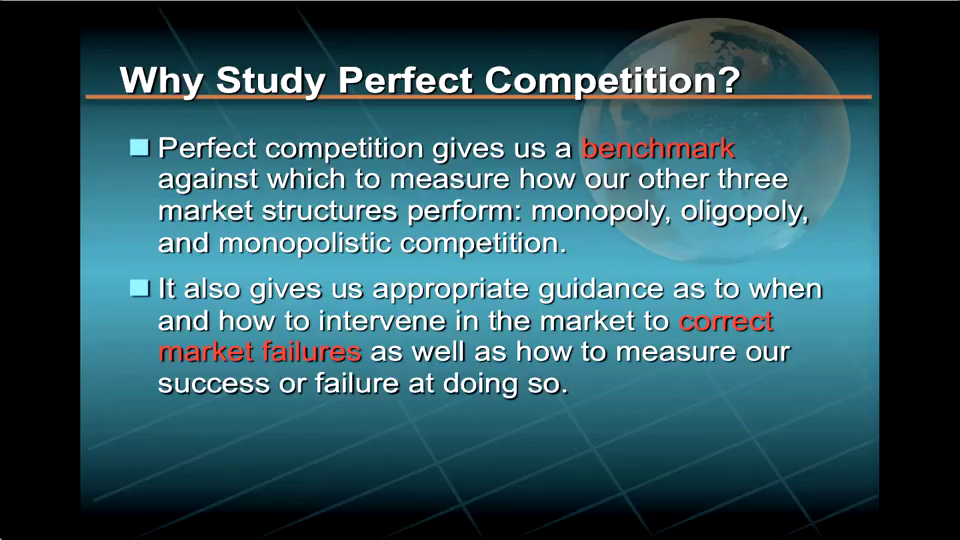 Why Study Perfect Competition?
Perfect competition gives us a benchmark
against which to measure how our other three
market structures perform: monopoly, oligopoly,
and monopolistic competition.
It also gives us appropriate guidance as to when
and how to intervene in the market to correct
market failures as well as how to measure our
success or failure at doing so.